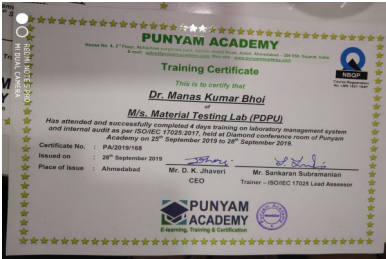 PUNYAM ACADEMY
Training Certificate
This is to certify that
Dr. Manas Kumar Bhoi
of
M/s. Material Testing Lab (PDPU)
Has attended and successfully completed 4 days training on laboratory management system
and internal audit as per ISO/IEC 17025:2017, held at Diamond conference room of Punyam
Academy on 25th September 2019 to 28th September 2019.
Certificate No. : PA/2019/168
Issued on : 28th September 2019
Place of issue : Ahmedabad
Mr. D. K. Jhaveri
CEO
Mr. Sankaran Subramanian
Trainer – ISO/IEC 17025 Lead Assessor
NBQP
PUNYAM
ACADEMY
E-learning, Training & Certification
REDMI NOTE 5 PRO
MI DUAL CAMERA